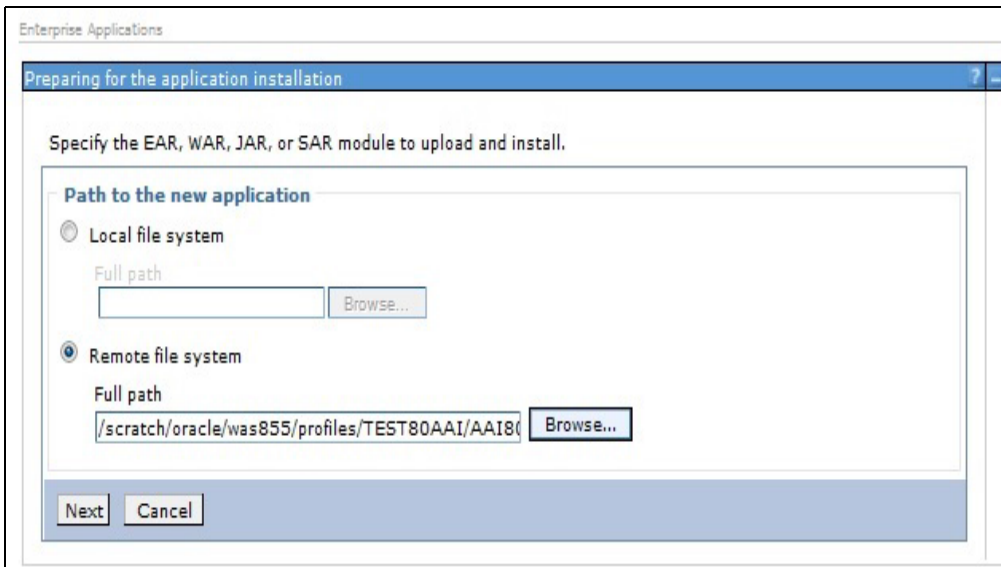 Enterprise Applications
Preparing for the application installation ? –
Specify the EAR, WAR, JAR, or SAR module to upload and install.
Path to the new application
Local file system
Full path
Browse...
Remote file system
Full path
/scratch/oracle/was855/profiles/TEST80AAI/AAI80 Browse...
Next Cancel